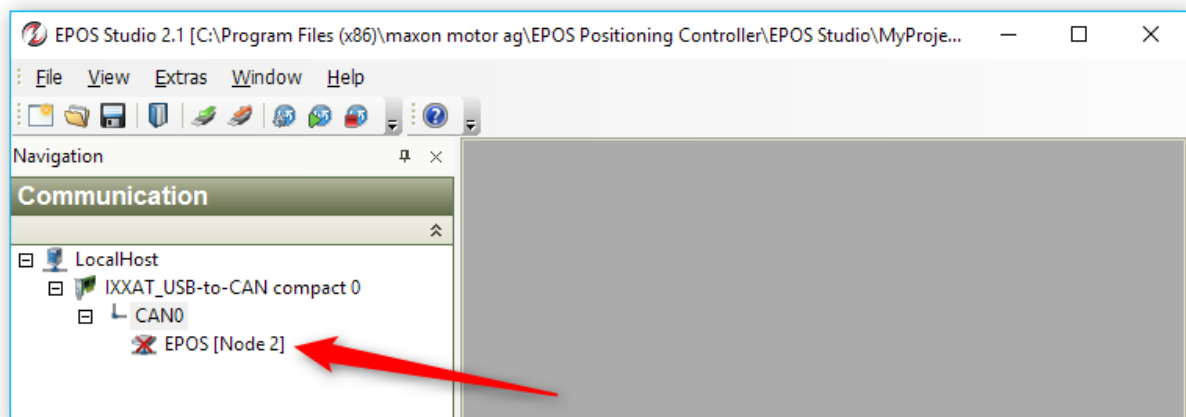 EPOS Studio 2.1 [C:\Program Files (x86)\maxon motor ag\EPOS Positioning Controller\EPOS Studio\MyProje...
File View Extras Window Help
Navigation
Communication
LocalHost
IXXAT_USB-to-CAN compact 0
CAN0
EPOS [Node 2]